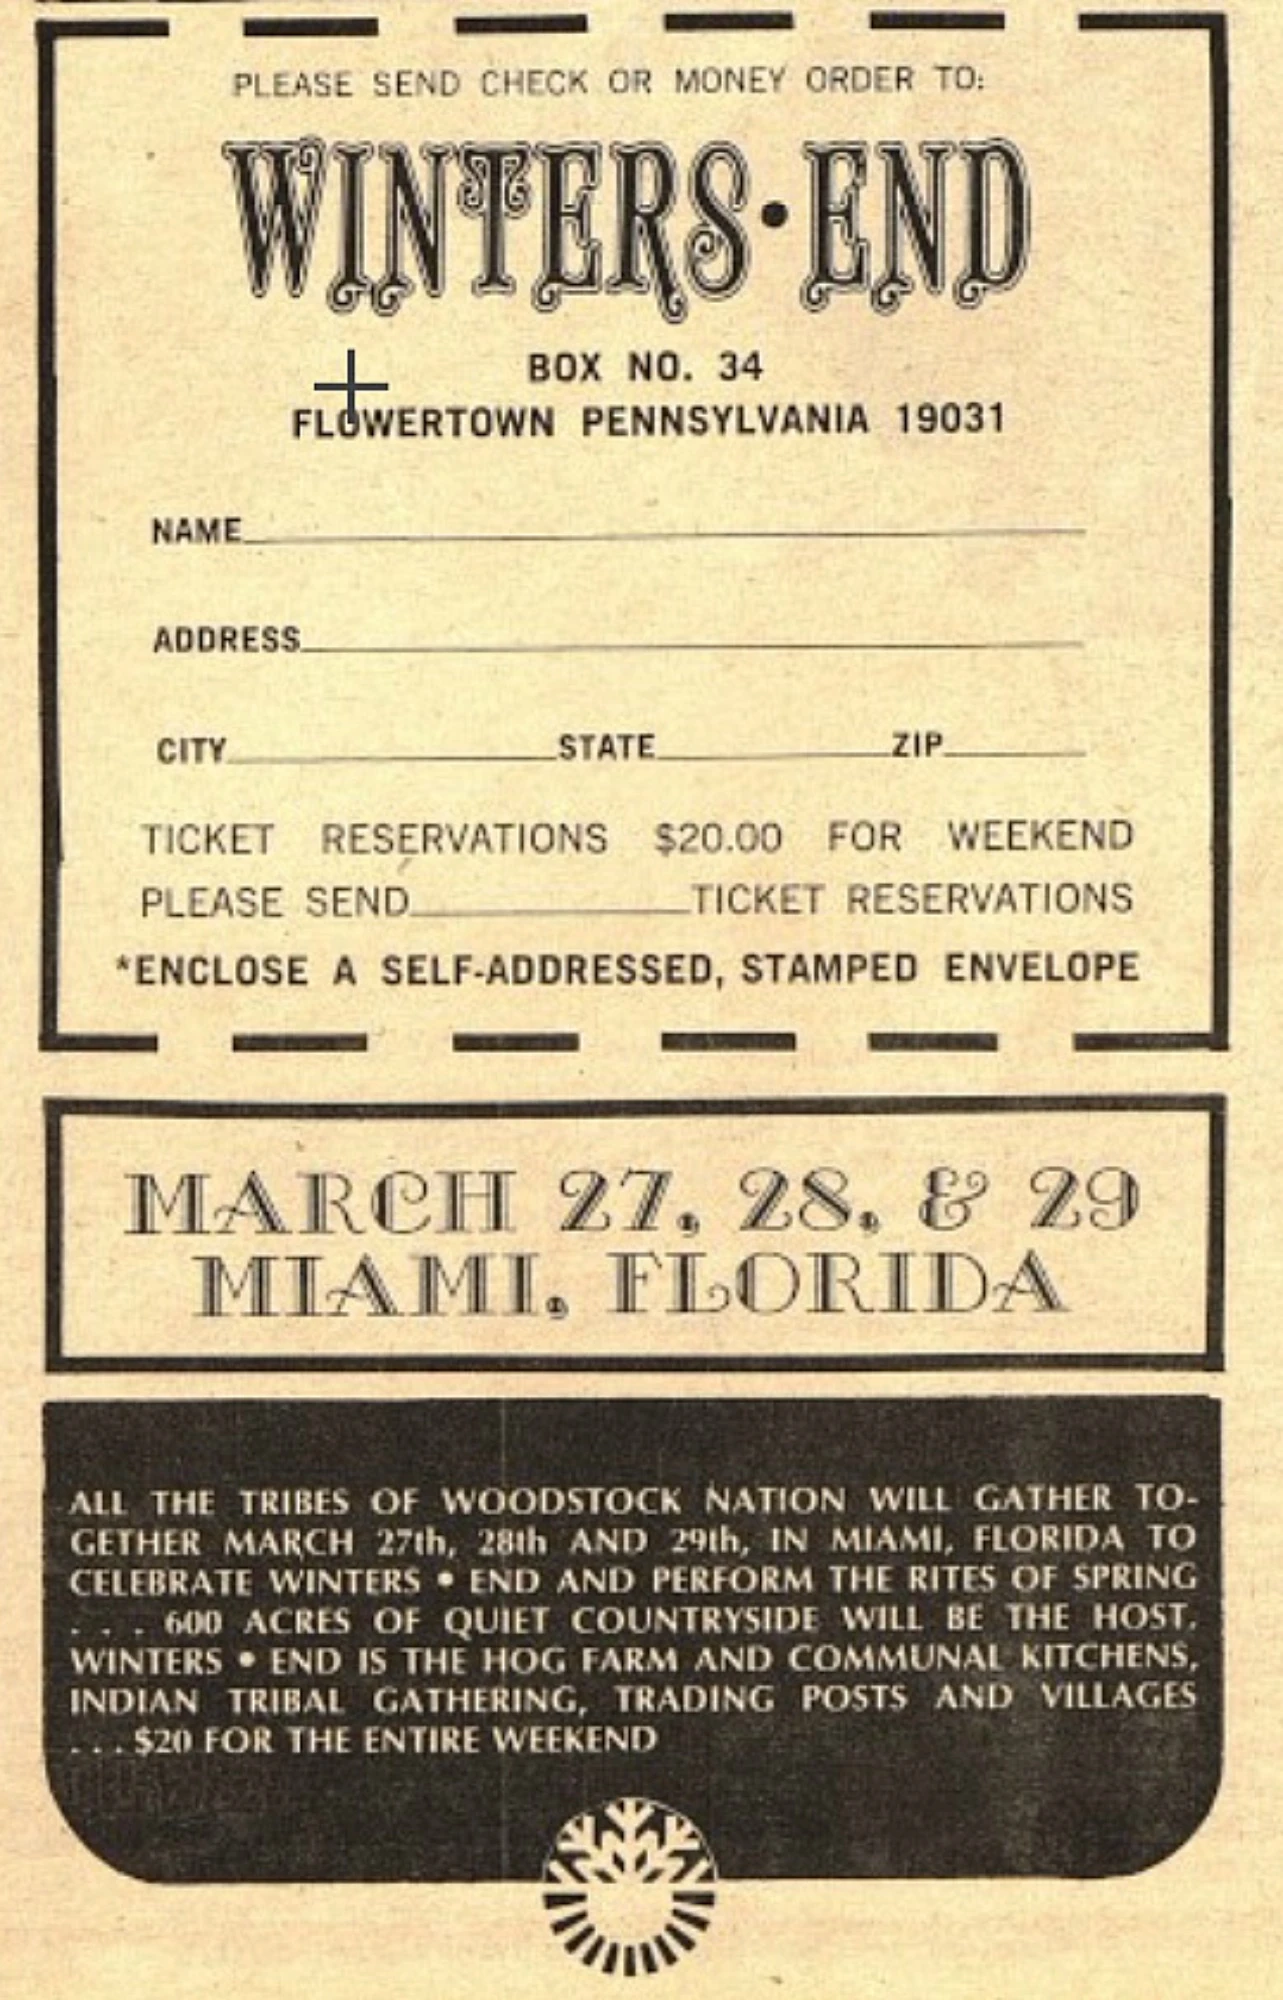 PLEASE SEND CHECK OR MONEY ORDER TO:
WINTERS•END
BOX NO. 34
FLOWERTOWN PENNSYLVANIA 19031
NAME
ADDRESS
CITY STATE ZIP
TICKET RESERVATIONS $20.00 FOR WEEKEND
PLEASE SEND TICKET RESERVATIONS
*ENCLOSE A SELF-ADDRESSED, STAMPED ENVELOPE
MARCH 27, 28, & 29
MIAMI, FLORIDA
ALL THE TRIBES OF WOODSTOCK NATION WILL GATHER TO-
GETHER MARCH 27th, 28th AND 29th, IN MIAMI, FLORIDA TO
CELEBRATE WINTERS • END AND PERFORM THE RITES OF SPRING
. . . 600 ACRES OF QUIET COUNTRYSIDE WILL BE THE HOST.
WINTERS • END IS THE HOG FARM AND COMMUNAL KITCHENS,
INDIAN TRIBAL GATHERING, TRADING POSTS AND VILLAGES
. . . $20 FOR THE ENTIRE WEEKEND